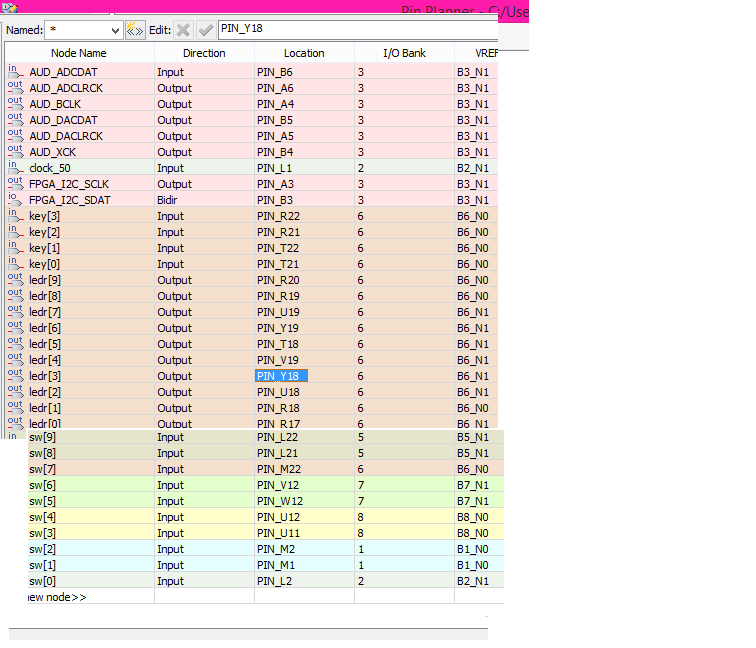 Pin Planner - C:/Use
Named: * <<>> Edit: PIN_Y18
Node Name Direction Location I/O Bank VREF
in AUD_ADCDAT Input PIN_B6 3 B3_N1
out AUD_ADCLRCK Output PIN_A6 3 B3_N1
out AUD_BCLK Output PIN_A4 3 B3_N1
out AUD_DACDAT Output PIN_B5 3 B3_N1
out AUD_DACLRCK Output PIN_A5 3 B3_N1
out AUD_XCK Output PIN_B4 3 B3_N1
in clock_50 Input PIN_L1 2 B2_N1
out FPGA_I2C_SCLK Output PIN_A3 3 B3_N1
io FPGA_I2C_SDAT Bidir PIN_B3 3 B3_N1
in key[3] Input PIN_R22 6 B6_N0
in key[2] Input PIN_R21 6 B6_N0
in key[1] Input PIN_T22 6 B6_N0
in key[0] Input PIN_T21 6 B6_N0
out ledr[9] Output PIN_R20 6 B6_N0
out ledr[8] Output PIN_R19 6 B6_N0
out ledr[7] Output PIN_U19 6 B6_N1
out ledr[6] Output PIN_Y19 6 B6_N1
out ledr[5] Output PIN_T18 6 B6_N1
out ledr[4] Output PIN_V19 6 B6_N1
out ledr[3] Output PIN_Y18 6 B6_N1
out ledr[2] Output PIN_U18 6 B6_N1
out ledr[1] Output PIN_R18 6 B6_N0
out ledr[0] Output PIN_R17 6 B6_N1
in sw[9] Input PIN_L22 5 B5_N1
sw[8] Input PIN_L21 5 B5_N1
sw[7] Input PIN_M22 6 B6_N0
sw[6] Input PIN_V12 7 B7_N1
sw[5] Input PIN_W12 7 B7_N1
sw[4] Input PIN_U12 8 B8_N0
sw[3] Input PIN_U11 8 B8_N0
sw[2] Input PIN_M2 1 B1_N0
sw[1] Input PIN_M1 1 B1_N0
sw[0] Input PIN_L2 2 B2_N1
ew node>>